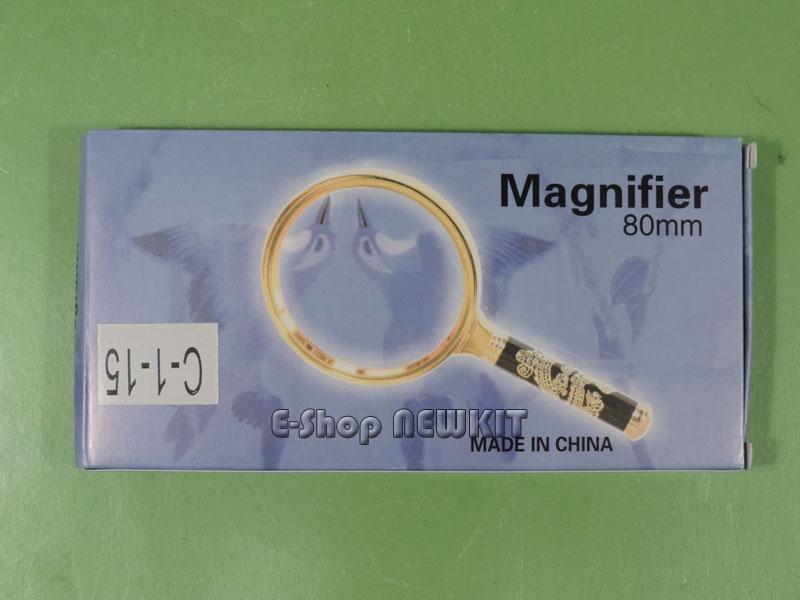 Magnifier
80mm
C-1-15
E-Shop NEWKIT
MADE IN CHINA